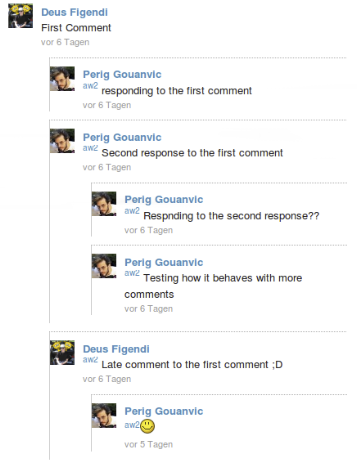 Deus Figendi
First Comment
vor 6 Tagen
Perig Gouanvic
aw2 responding to the first comment
vor 6 Tagen
Perig Gouanvic
aw2 Second response to the first comment
vor 6 Tagen
Perig Gouanvic
aw2 Respnding to the second response??
vor 6 Tagen
Perig Gouanvic
aw2 Testing how it behaves with more
comments
vor 6 Tagen
Deus Figendi
aw2 Late comment to the first comment ;D
vor 6 Tagen
Perig Gouanvic
aw2
vor 5 Tagen